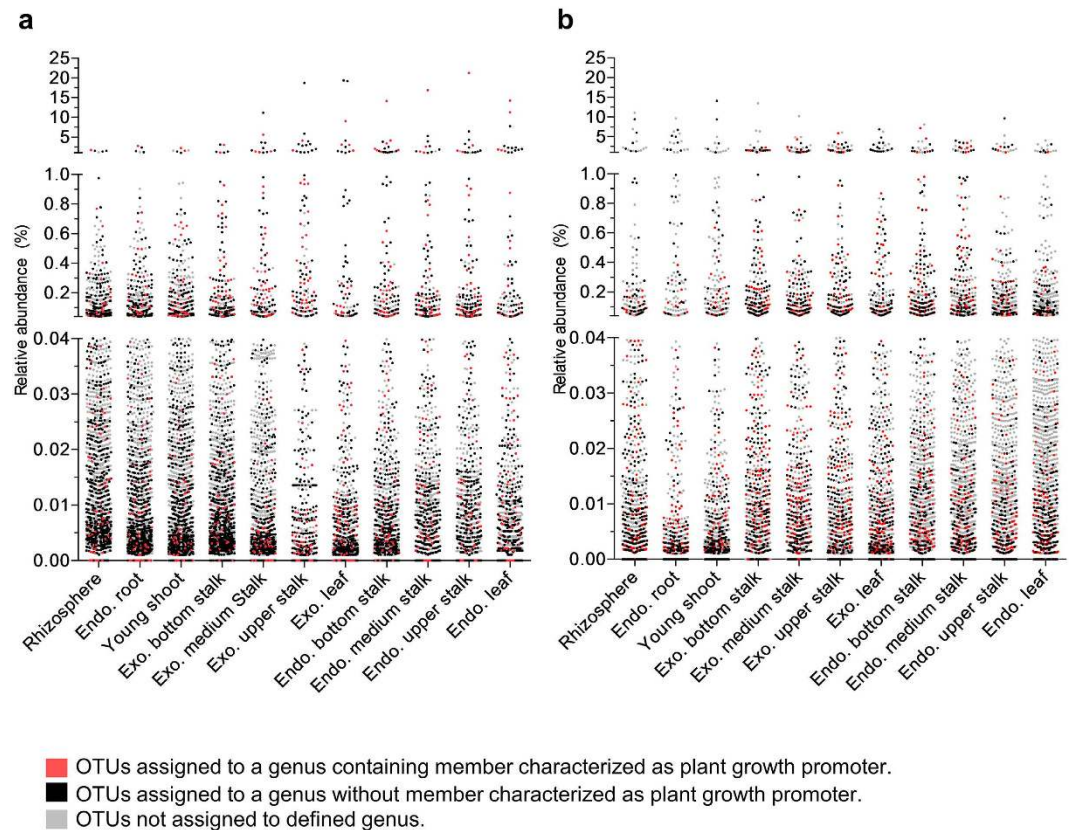 a
b
25
20
15
10
5
1.0
0.8
0.6
0.4
0.2
0.04
0.03
0.02
0.01
0.00
Relative abundance (%)
Rhizosphere
Endo. root
Young shoot
Exo. bottom stalk
Exo. medium Stalk
Exo. upper stalk
Exo. leaf
Endo. bottom stalk
Endo. medium stalk
Endo. upper stalk
Endo. leaf
25
20
15
10
5
1.0
0.8
0.6
0.4
0.2
0.04
0.03
0.02
0.01
0.00
Relative abundance (%)
Rhizosphere
Endo. root
Young shoot
Exo. bottom stalk
Exo. medium stalk
Exo. upper stalk
Exo. leaf
Endo. bottom stalk
Endo. medium stalk
Endo. upper stalk
Endo. leaf
OTUs assigned to a genus containing member characterized as plant growth promoter.
OTUs assigned to a genus without member characterized as plant growth promoter.
OTUs not assigned to defined genus.